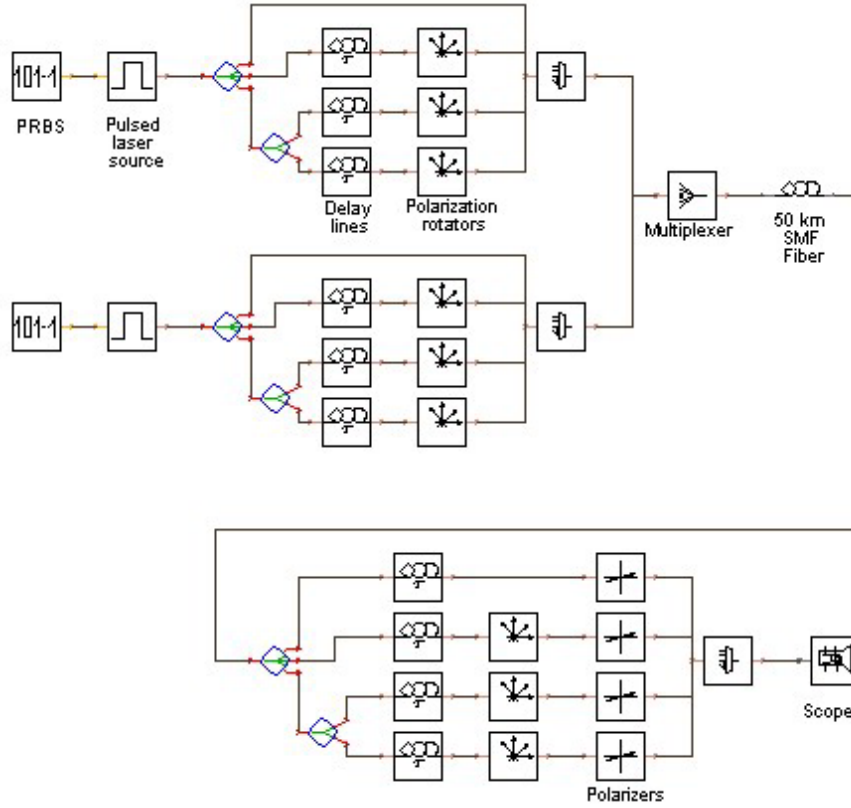 101-1
PRBS
Pulsed
laser
source
τ
τ
τ
Delay
lines
Polarization
rotators
Multiplexer
50 km
SMF
Fiber
101-1
τ
τ
τ
τ
τ
τ
τ
Scope
Polarizers